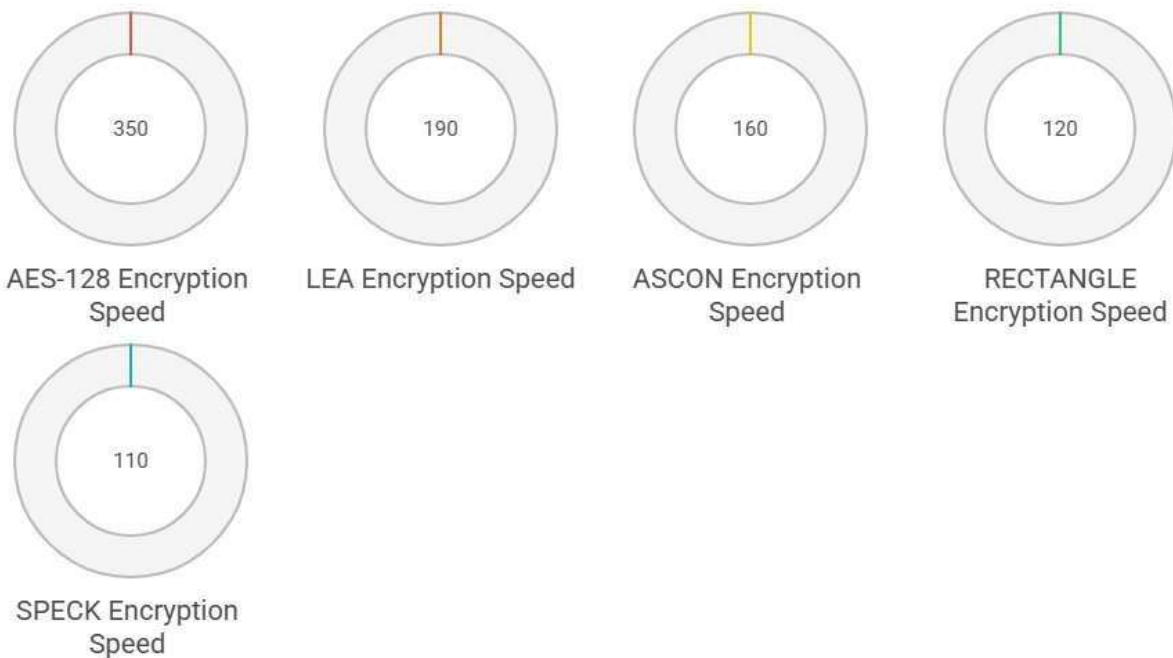 350
190
160
120
AES-128 Encryption
Speed
LEA Encryption Speed
ASCON Encryption
Speed
RECTANGLE
Encryption Speed
110
SPECK Encryption
Speed